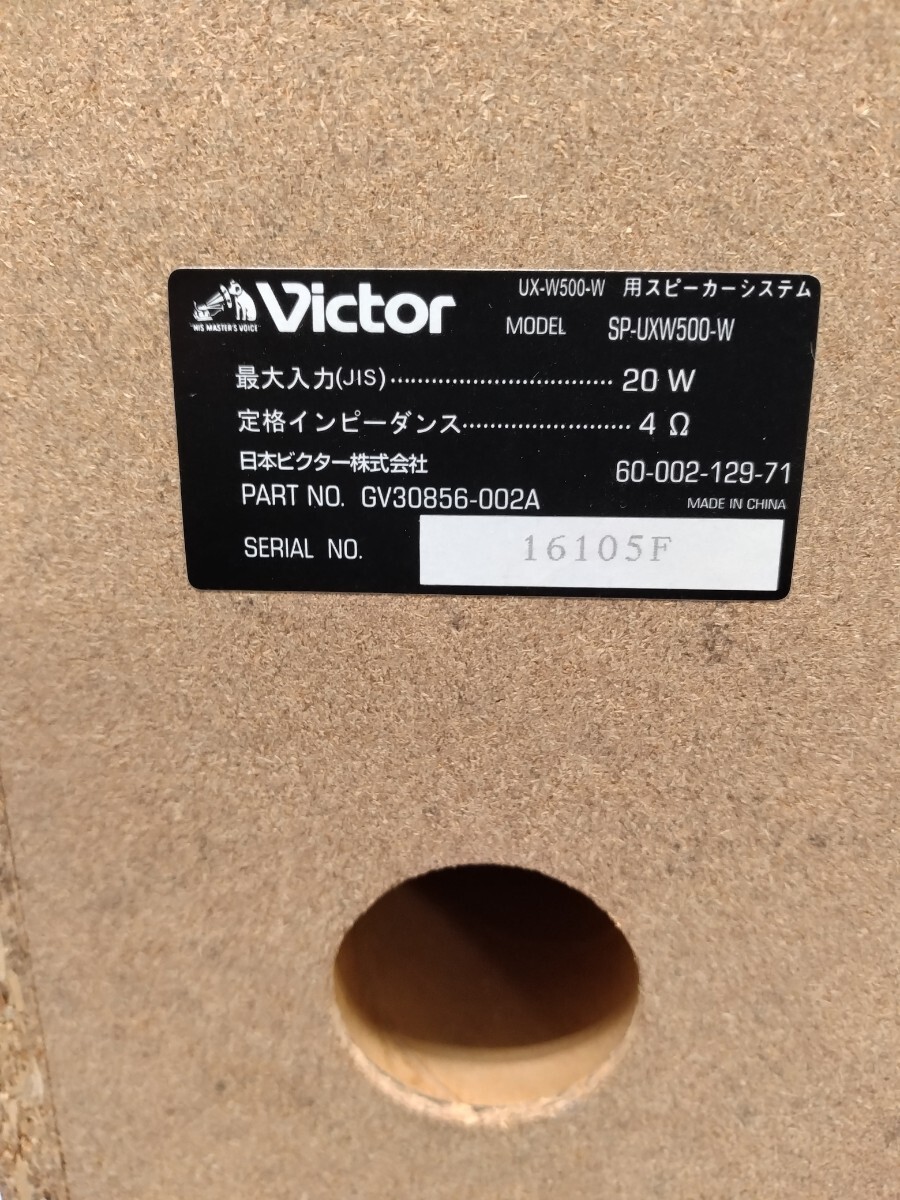 HIS MASTER'S VOICE
Victor
UX-W500-W 用スピーカーシステム
MODEL SP-UXW500-W
最大入力(JIS)................................ 20 W
定格インピーダンス........................ 4 Ω
日本ビクター株式会社
60-002-129-71
PART NO. GV30856-002A
MADE IN CHINA
SERIAL NO. 16105F